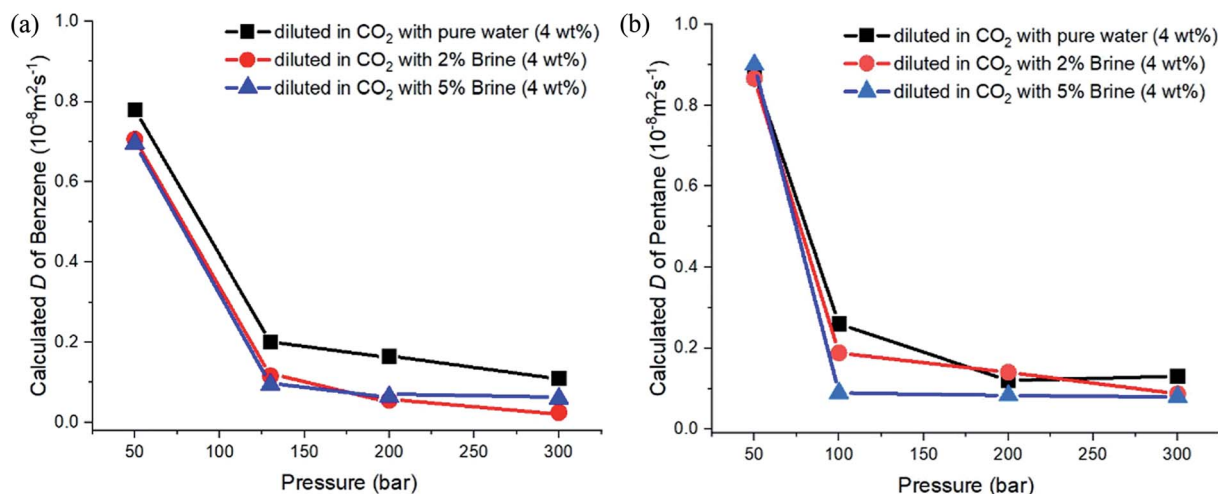 (a)
diluted in CO₂ with pure water (4 wt%)
diluted in CO₂ with 2% Brine (4 wt%)
diluted in CO₂ with 5% Brine (4 wt%)
Calculated D of Benzene (10⁻⁸m²s⁻¹)
1.0
0.8
0.6
0.4
0.2
0.0
50
100
150
200
250
300
Pressure (bar)
(b)
diluted in CO₂ with pure water (4 wt%)
diluted in CO₂ with 2% Brine (4 wt%)
diluted in CO₂ with 5% Brine (4 wt%)
Calculated D of Pentane (10⁻⁸m²s⁻¹)
1.0
0.8
0.6
0.4
0.2
0.0
50
100
150
200
250
300
Pressure (bar)